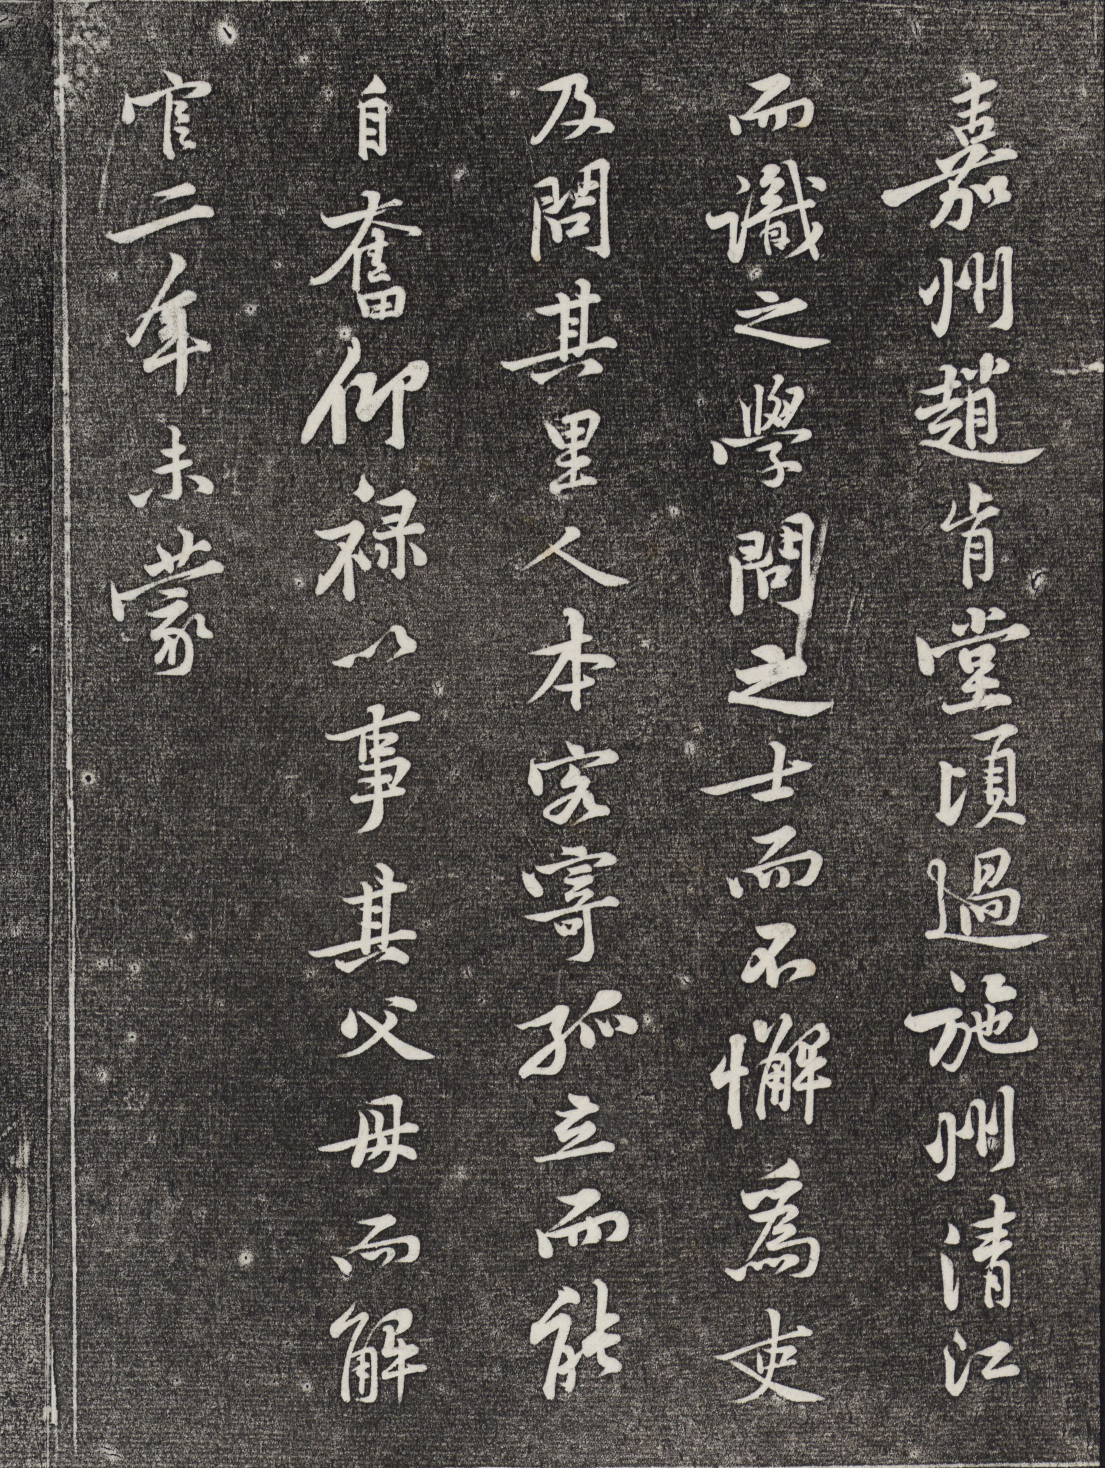 嘉州趙肯堂頃過施州清江
而識之學問之士而不懈爲吏
及問其里人本客寄孤立而能
自奮仰祿以事其父母而解
官二年未蒙